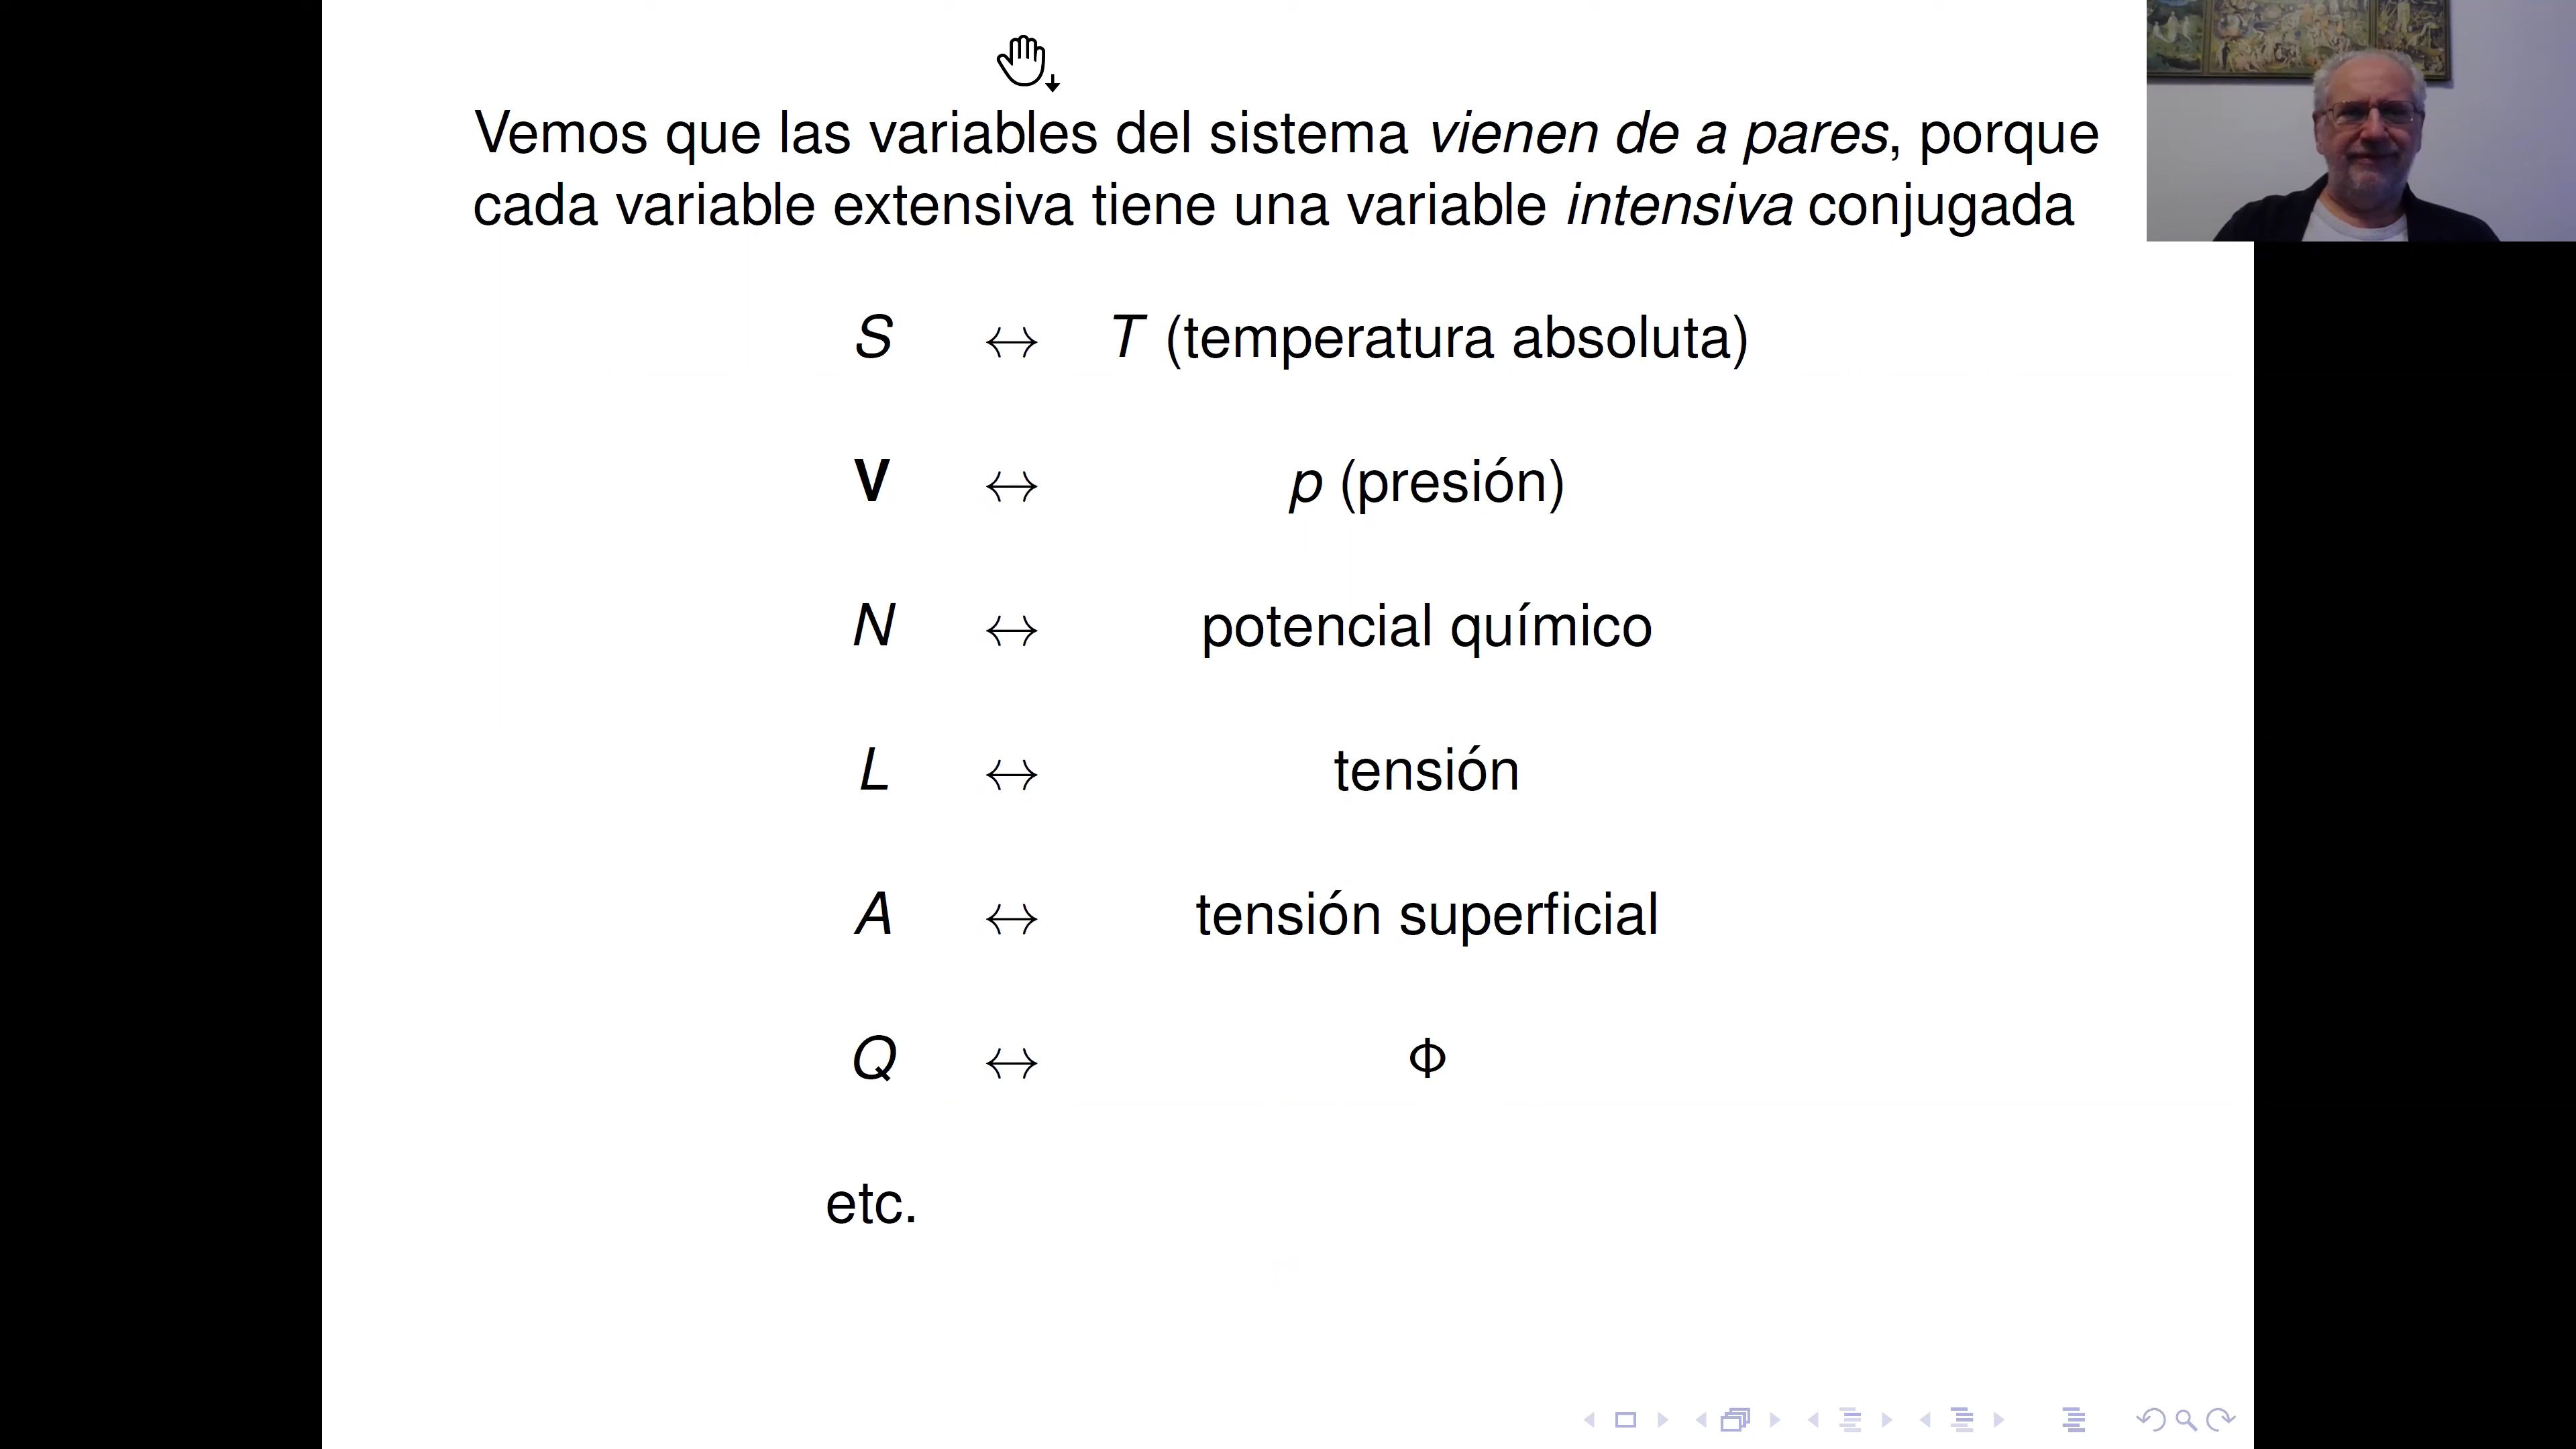 Vemos que las variables del sistema vienen de a pares, porque
cada variable extensiva tiene una variable intensiva conjugada
S ↔ T (temperatura absoluta)
V ↔ p (presión)
N ↔ potencial químico
L ↔ tensión
A ↔ tensión superficial
Q ↔ Φ
etc.